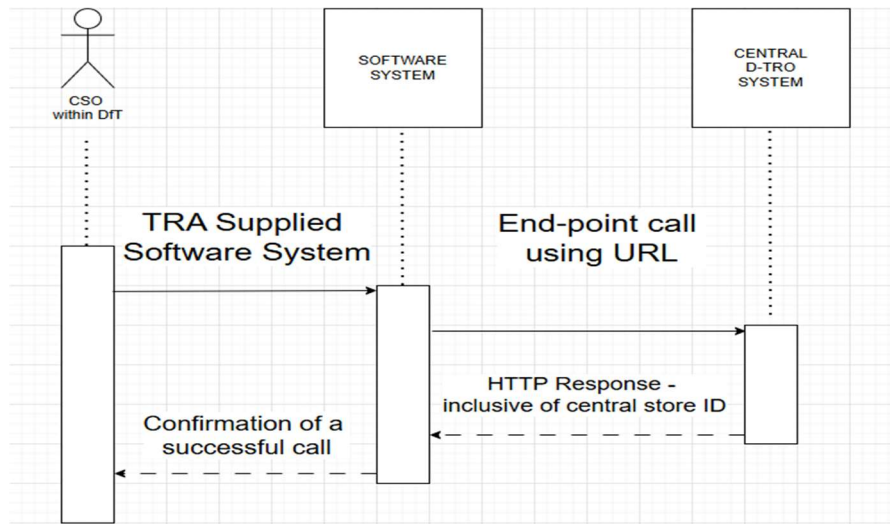 CSO
within DfT
SOFTWARE
SYSTEM
CENTRAL
D-TRO
SYSTEM
TRA Supplied
Software System
End-point call
using URL
HTTP Response -
inclusive of central store ID
Confirmation of a
successful call